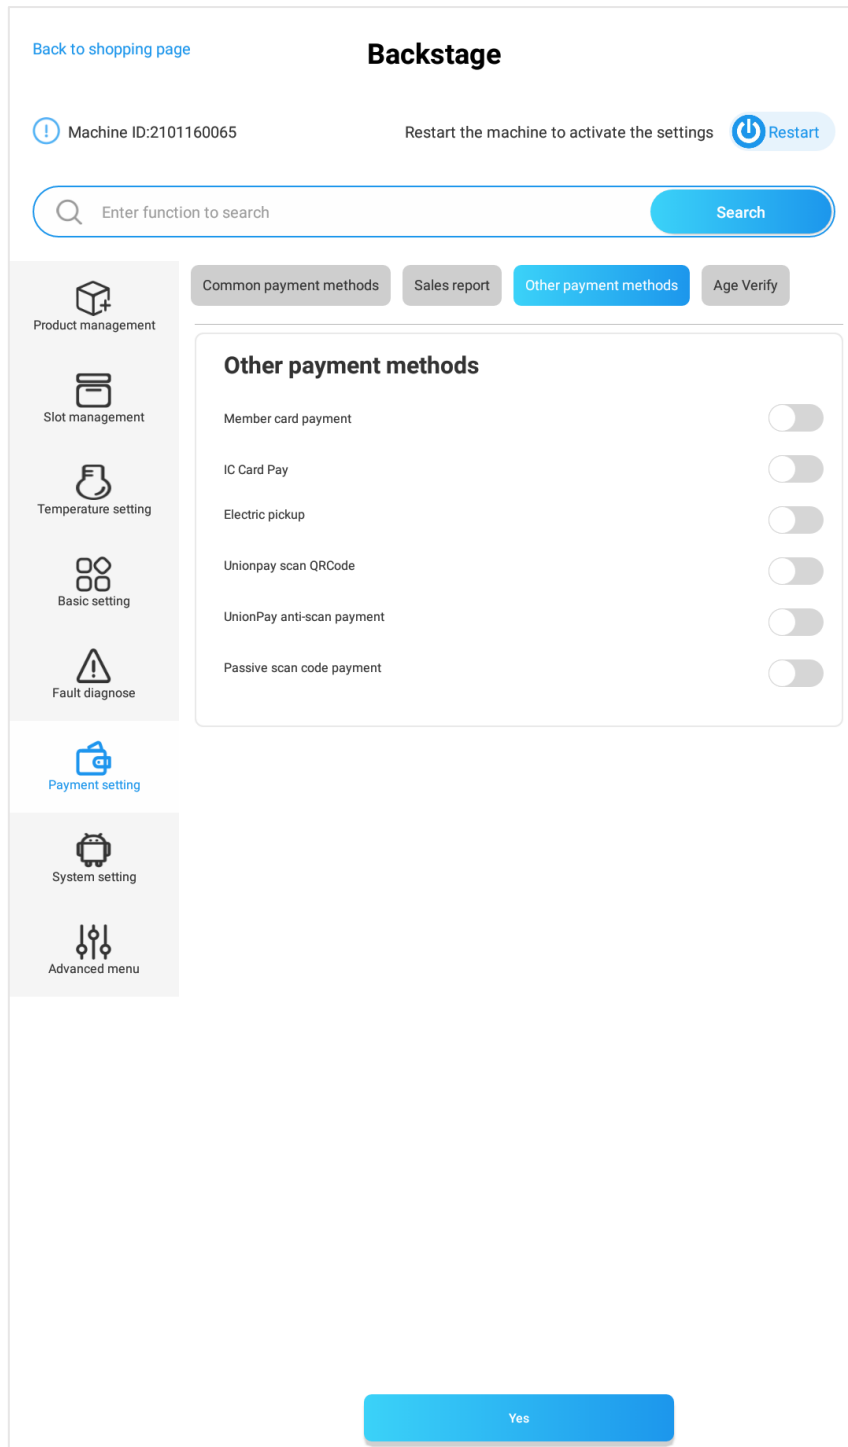 Back to shopping page
Backstage
Machine ID:2101160065
Restart the machine to activate the settings
Restart
Enter function to search
Search
Product management
Slot management
Temperature setting
Basic setting
Fault diagnose
Payment setting
System setting
Advanced menu
Common payment methods
Sales report
Other payment methods
Age Verify
Other payment methods
Member card payment
IC Card Pay
Electric pickup
Unionpay scan QRCode
UnionPay anti-scan payment
Passive scan code payment
Yes